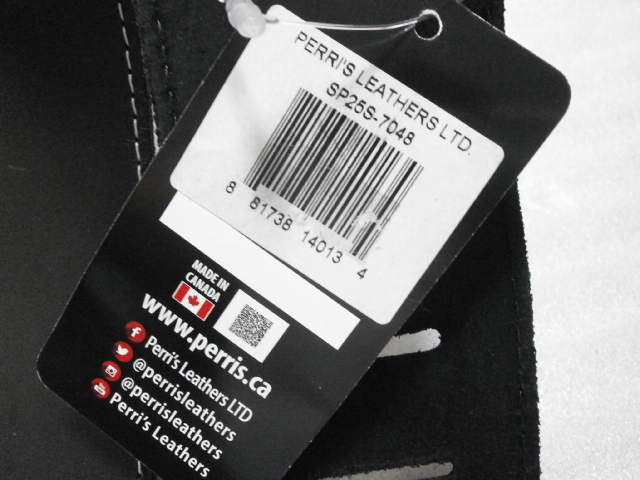 PERRI'S LEATHERS LTD.
SP25S-7048
8 81738 14013 4
MADE IN
CANADA
www.perris.ca
Perri's Leathers LTD
@perrisleathers
@perrisleathers
Perri's Leathers